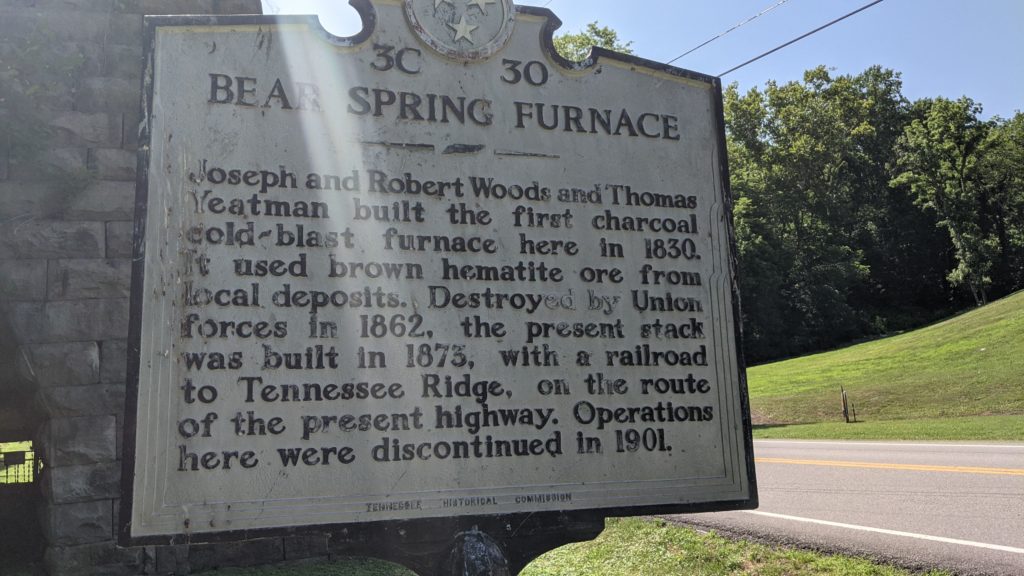 3C 30
BEAR SPRING FURNACE
Joseph and Robert Woods and Thomas
Yeatman built the first charcoal
cold-blast furnace here in 1830.
It used brown hematite ore from
local deposits. Destroyed by Union
forces in 1862, the present stack
was built in 1873, with a railroad
to Tennessee Ridge, on the route
of the present highway. Operations
here were discontinued in 1901.
TENNESSEE HISTORICAL COMMISSION